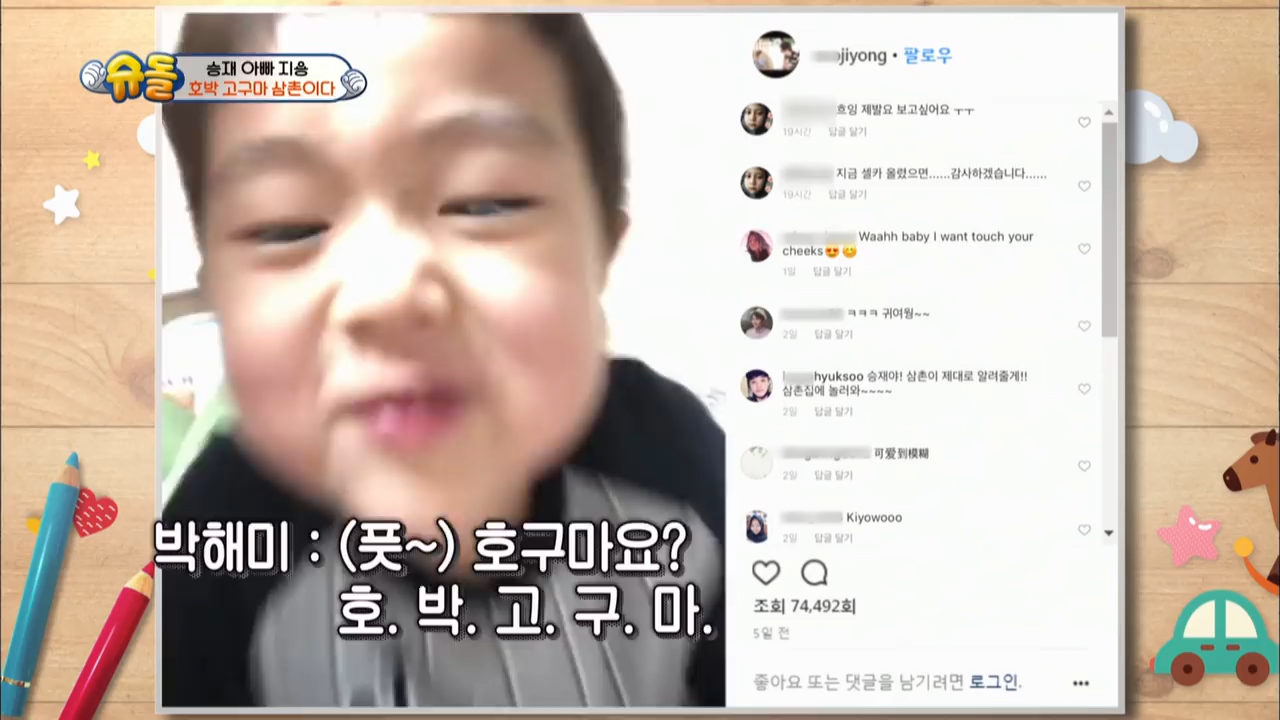 슈돌
승재 아빠 지용
호박 고구마 삼촌이다
jiyong • 팔로우
흐잉 제발요 보고싶어요 ㅜㅜ
19시간 답글 달기
지금 셀카 올렸으면......감사하겠습니다......
19시간 답글 달기
Waahh baby I want touch your
cheeks😍😊
1일 답글 달기
ㅋㅋㅋ 귀여웡~~
2일 답글 달기
hyuksoo 승재야! 삼촌이 제대로 알려줄게!!
삼촌집에 놀러와~~~~
2일 답글 달기
可爱到模糊
2일 답글 달기
Kiyowooo
2일 답글 달기
조회 74,492회
5일 전
좋아요 또는 댓글을 남기려면 로그인.
박해미 : (풋~) 호구마요?
호. 박. 고. 구. 마.